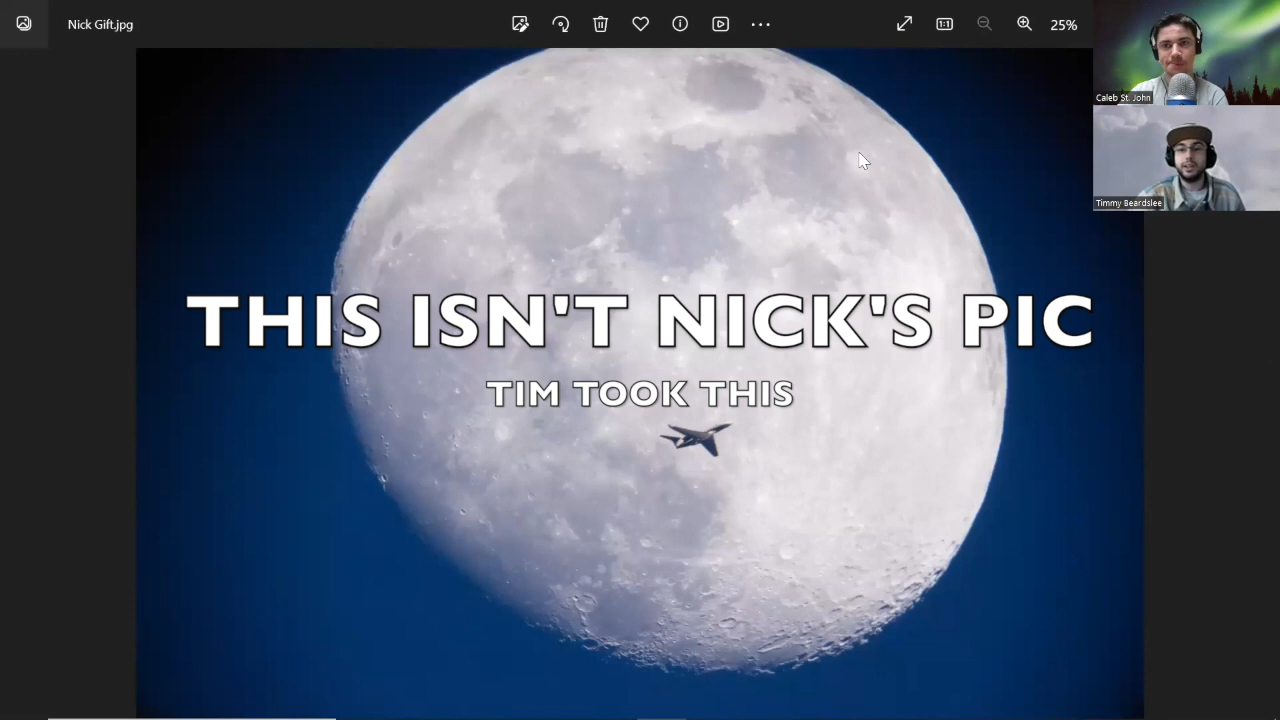 Nick Gift.jpg
25%
Caleb St. John
Timmy Beardslee
THIS ISN'T NICK'S PIC
TIM TOOK THIS